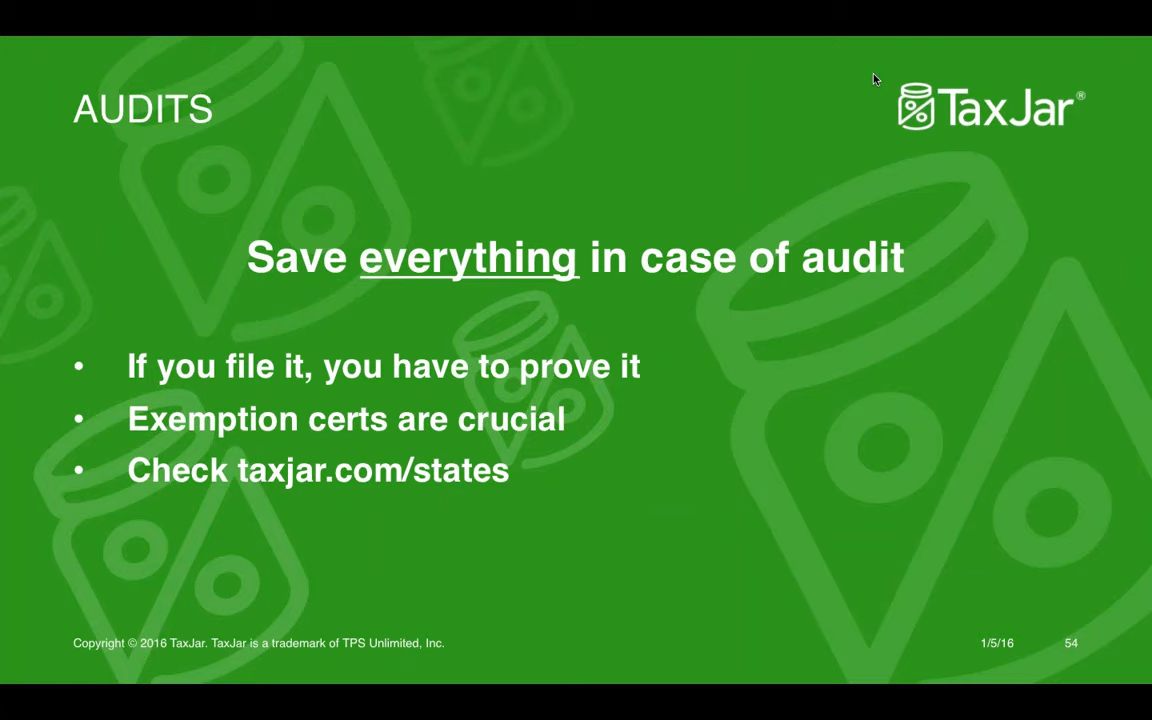 AUDITS
TaxJar®
Save everything in case of audit
• If you file it, you have to prove it
• Exemption certs are crucial
• Check taxjar.com/states
Copyright © 2016 TaxJar. TaxJar is a trademark of TPS Unlimited, Inc.
1/5/16 54